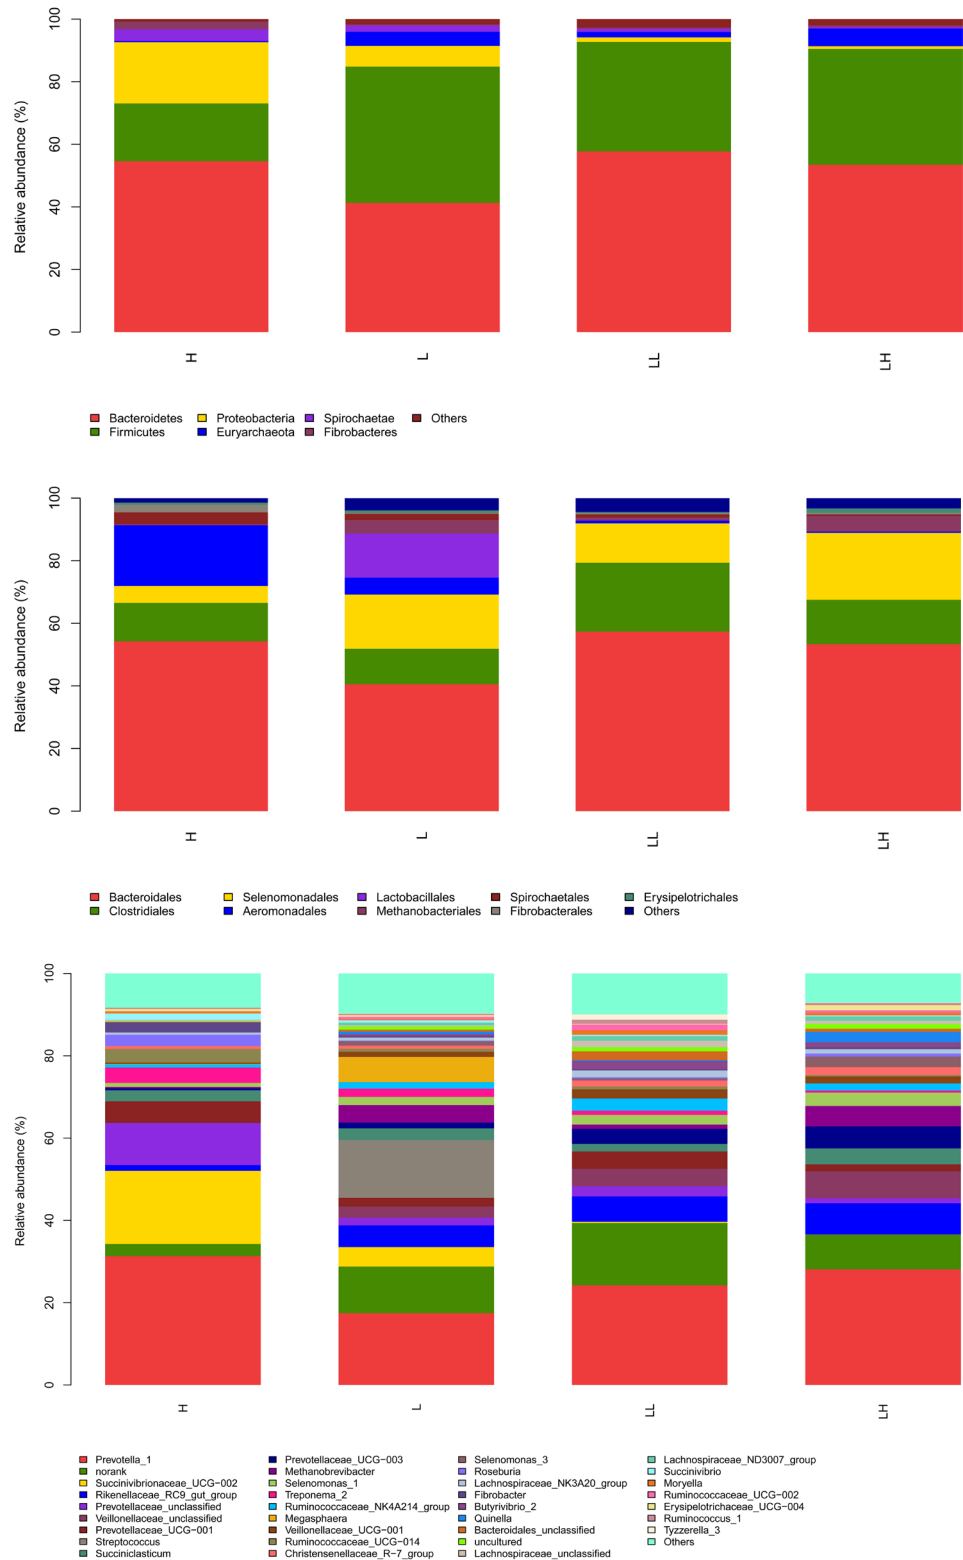 Relative abundance (%)
100
80
60
40
20
0
H
L
LL
LH
Bacteroidetes Proteobacteria Spirochaetae Others
Firmicutes Euryarchaeota Fibrobacteres
Relative abundance (%)
100
80
60
40
20
0
H
L
LL
LH
Bacteroidales Selenomonadales Lactobacillales Spirochaetales Erysipelotrichales
Clostridiales Aeromonadales Methanobacteriales Fibrobacterales Others
Relative abundance (%)
100
80
60
40
20
0
H
L
LL
LH
Prevotella_1 Prevotellaceae_UCG-003 Selenomonas_3 Lachnospiraceae_ND3007_group
norank Methanobrevibacter Roseburia Succinivibrio
Succinivibrionaceae_UCG-002 Selenomonas_1 Lachnospiraceae_NK3A20_group Moryella
Rikenellaceae_RC9_gut_group Treponema_2 Fibrobacter Ruminococcaceae_UCG-002
Prevotellaceae_unclassified Ruminococcaceae_NK4A214_group Butyrivibrio_2 Erysipelotrichaceae_UCG-004
Veillonellaceae_unclassified Megasphaera Quinella Ruminococcus_1
Prevotellaceae_UCG-001 Veillonellaceae_UCG-001 Bacteroidales_unclassified Tyzzerella_3
Streptococcus Ruminococcaceae_UCG-014 uncultured Others
Succiniclasticum Christensenellaceae_R-7_group Lachnospiraceae_unclassified